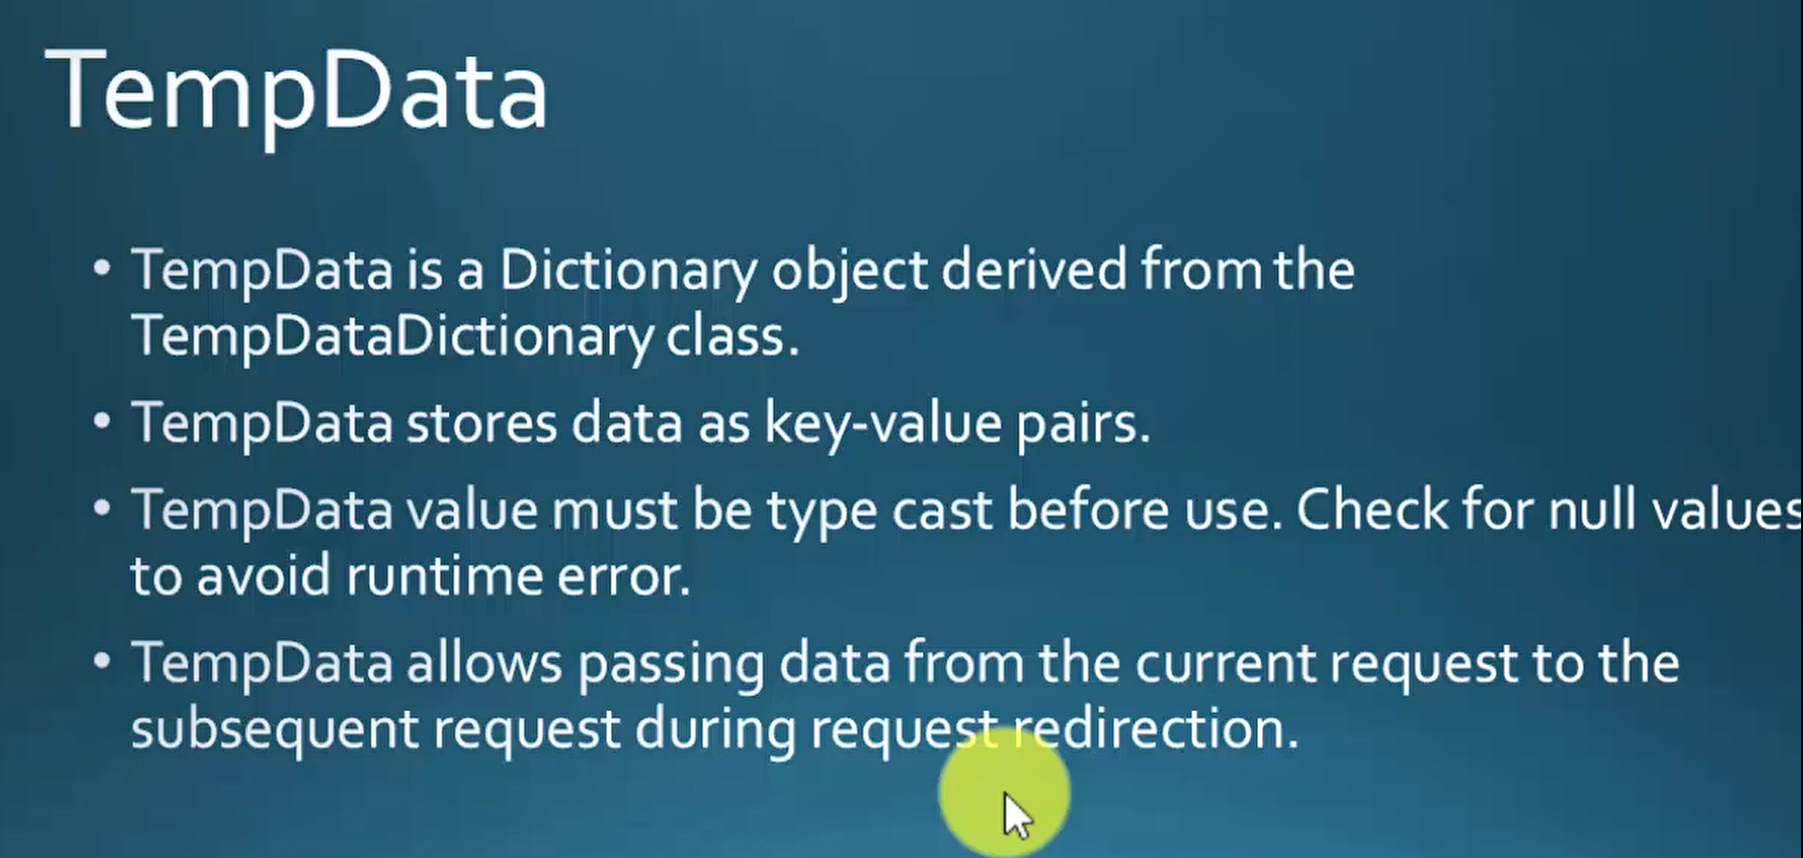 TempData
• TempData is a Dictionary object derived from the
TempDataDictionary class.
• TempData stores data as key-value pairs.
• TempData value must be type cast before use. Check for null values
to avoid runtime error.
• TempData allows passing data from the current request to the
subsequent request during request redirection.